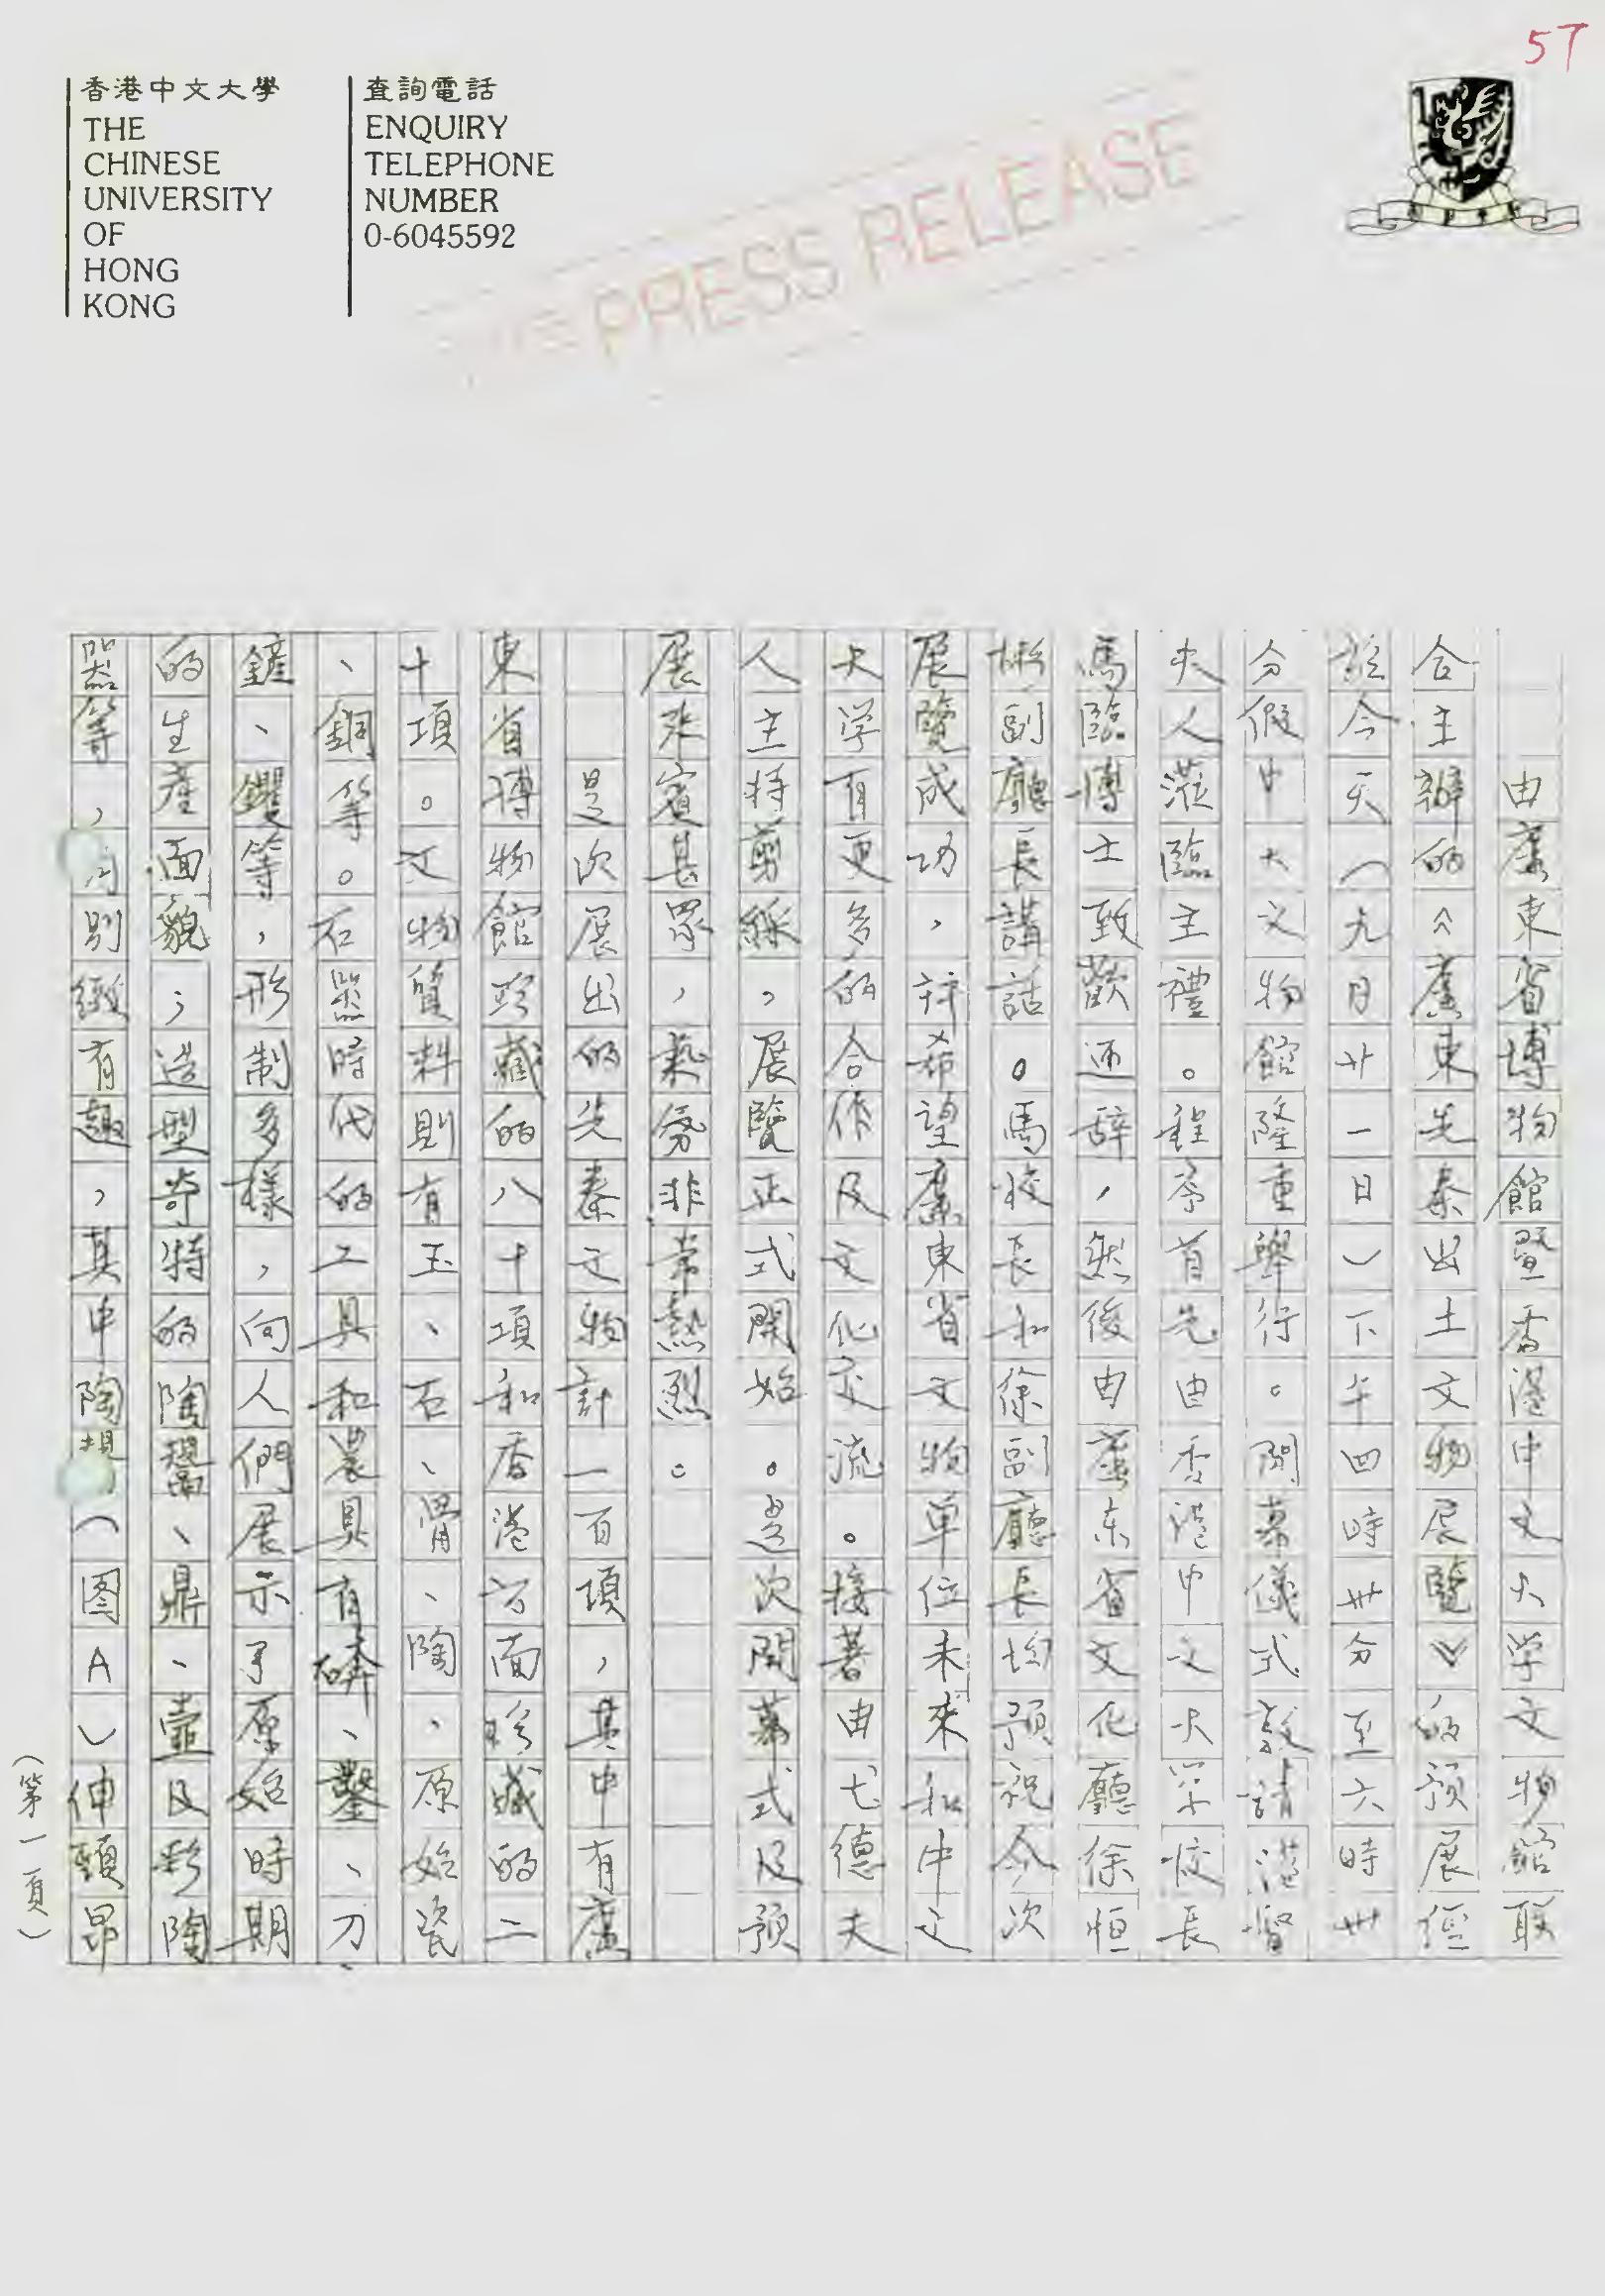 57
香港中文大學
THE
CHINESE
UNIVERSITY
OF
HONG
KONG
查詢電話
ENQUIRY
TELEPHONE
NUMBER
0-6045592
PRESS RELEASE
由廣東省博物館暨香港中文大学文物館联
合主辦的《廣東先秦出土文物展覽》的預展經
於今天（九月廿一日）下午四時卅分至六時卅
分假中大文物館隆重舉行。開幕儀式敦請港督
夫人蒞臨主禮。程序首先由香港中文大学校長
馬臨博士致歡迎辞，然後由廣东省文化廳徐恒
彬副廳長講話。馬校長和徐副廳長均預祝今次
展覽成功，並希望廣東省文物单位未來和中文
大学有更多的合作及文化交流。接著由尤德夫
人主持剪綵，展覽正式開始。是次開幕式及預
展來賓甚眾，氣氛非常熱烈。
是次展出的先秦文物計一百項，其中有廣
東省博物館珍藏的八十項和香港方面珍藏的二
十項。文物質料則有玉、石、骨、陶、原始瓷
、銅等。石器時代的工具和農具有錛、鑿、刀、
鏟、钁等，形制多樣，向人們展示了原始時期
的生產面貌；造型奇特的陶鬹、鼎、壺及彩陶
器等，別緻有趣，其中陶鬹（图A）伸頸昂
（第一頁）